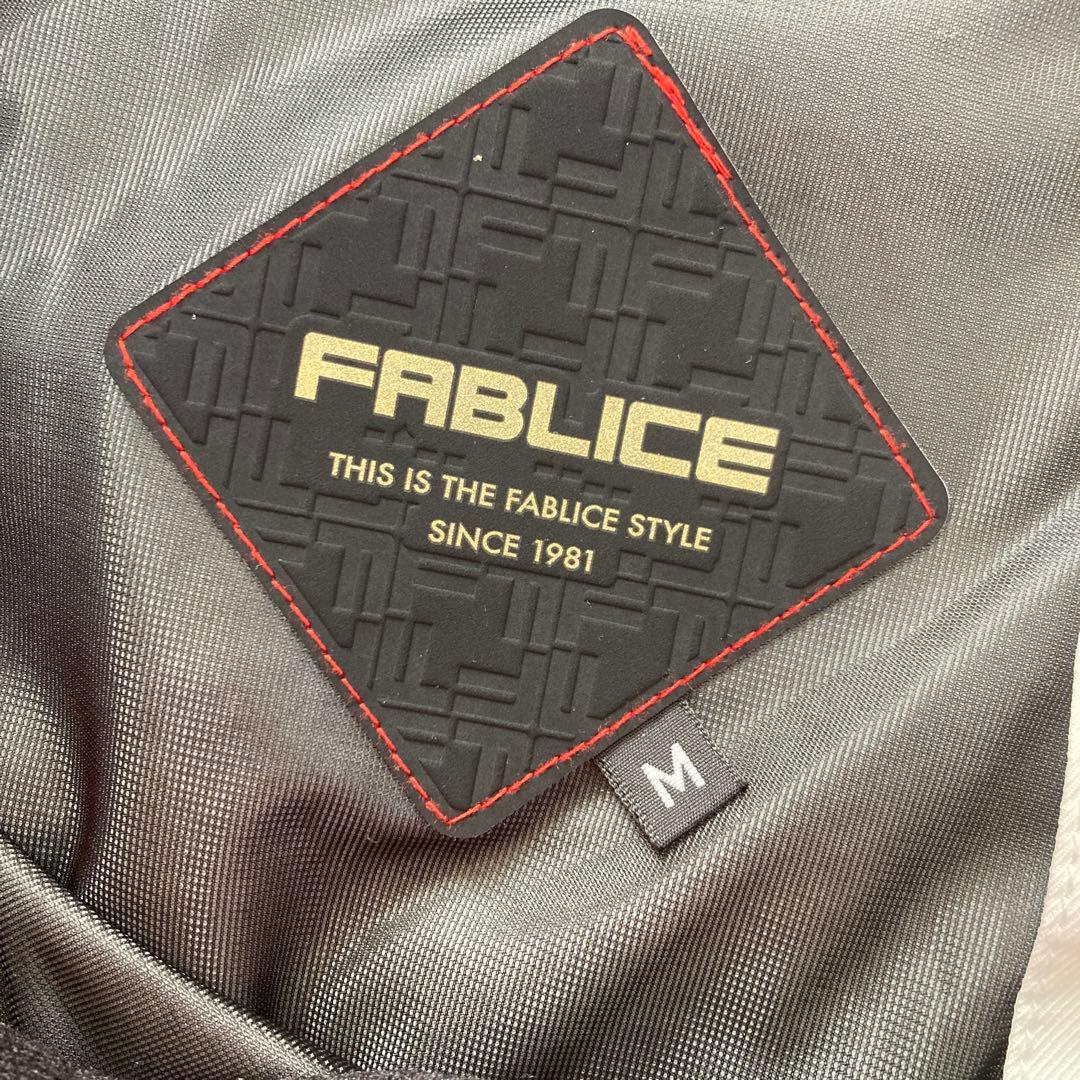 FABLICE
THIS IS THE FABLICE STYLE
SINCE 1981
M